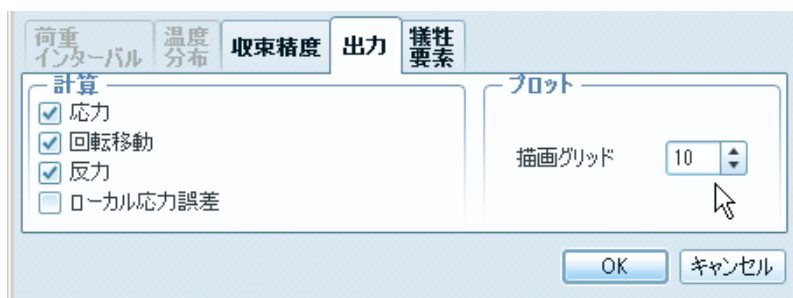 荷重
インターバル
温度
分布
収束精度
出力
犠牲
要素
計算
応力
回転移動
反力
ローカル応力誤差
プロット
描画グリッド
10
OK
キャンセル